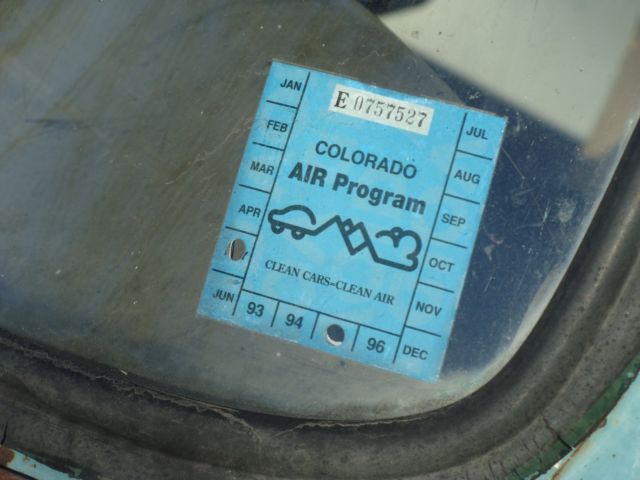 E 0757527
JAN
FEB
MAR
APR
JUN
COLORADO
AIR Program
CLEAN CARS=CLEAN AIR
JUL
AUG
SEP
OCT
NOV
DEC
93
94
96